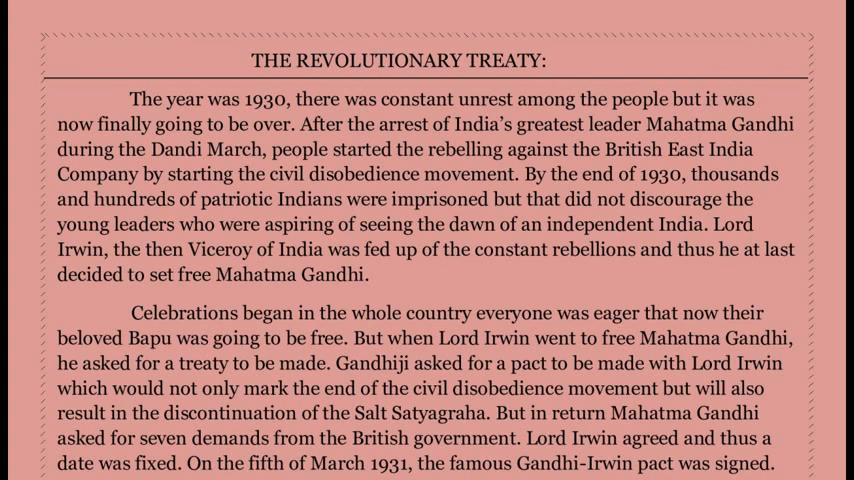 THE REVOLUTIONARY TREATY:
The year was 1930, there was constant unrest among the people but it was
now finally going to be over. After the arrest of India’s greatest leader Mahatma Gandhi
during the Dandi March, people started the rebelling against the British East India
Company by starting the civil disobedience movement. By the end of 1930, thousands
and hundreds of patriotic Indians were imprisoned but that did not discourage the
young leaders who were aspiring of seeing the dawn of an independent India. Lord
Irwin, the then Viceroy of India was fed up of the constant rebellions and thus he at last
decided to set free Mahatma Gandhi.
Celebrations began in the whole country everyone was eager that now their
beloved Bapu was going to be free. But when Lord Irwin went to free Mahatma Gandhi,
he asked for a treaty to be made. Gandhiji asked for a pact to be made with Lord Irwin
which would not only mark the end of the civil disobedience movement but will also
result in the discontinuation of the Salt Satyagraha. But in return Mahatma Gandhi
asked for seven demands from the British government. Lord Irwin agreed and thus a
date was fixed. On the fifth of March 1931, the famous Gandhi-Irwin pact was signed.